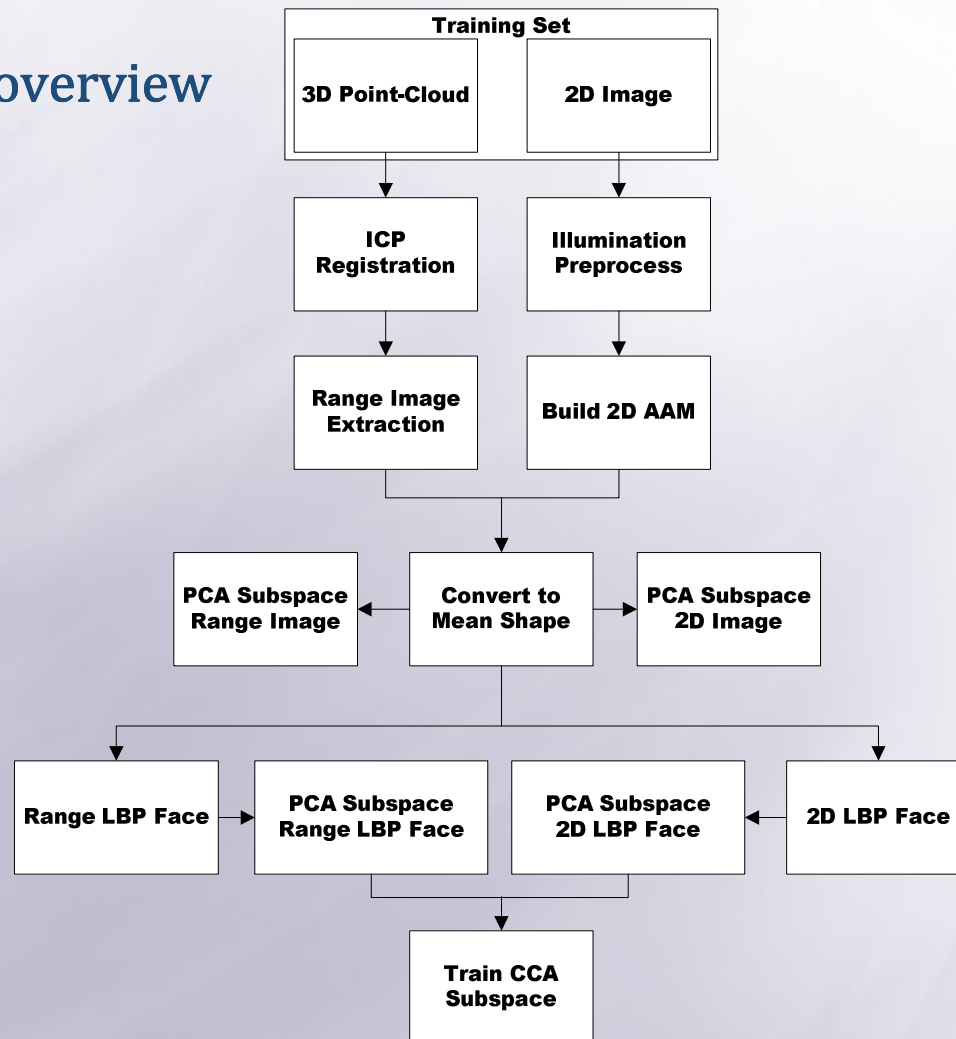 overview
Training Set
3D Point-Cloud
2D Image
ICP
Registration
Illumination
Preprocess
Range Image
Extraction
Build 2D AAM
PCA Subspace
Range Image
Convert to
Mean Shape
PCA Subspace
2D Image
Range LBP Face
PCA Subspace
Range LBP Face
PCA Subspace
2D LBP Face
2D LBP Face
Train CCA
Subspace